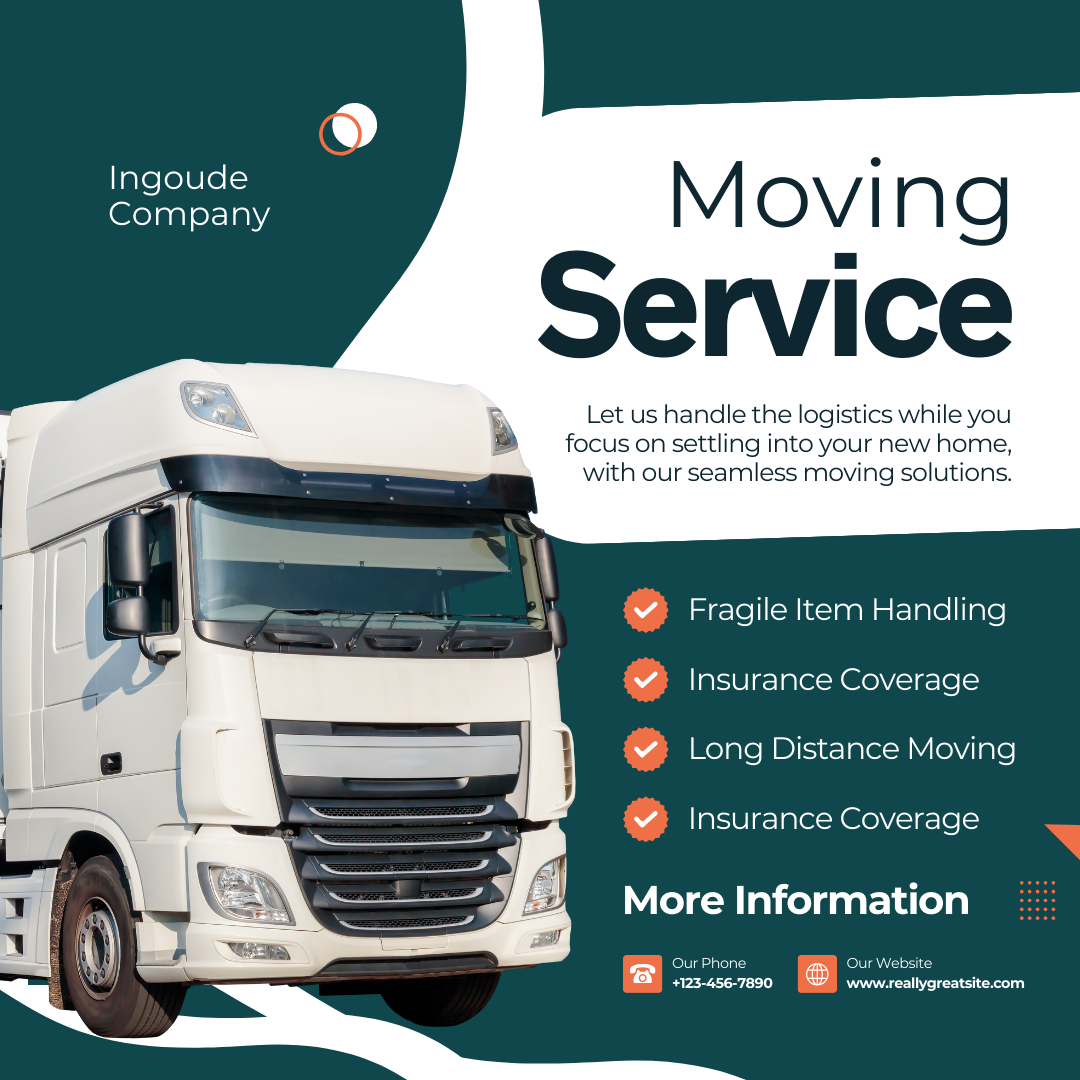 Ingoude
Company
Moving
Service
Let us handle the logistics while you
focus on settling into your new home,
with our seamless moving solutions.
Fragile Item Handling
Insurance Coverage
Long Distance Moving
Insurance Coverage
More Information
Our Phone
+123-456-7890
Our Website
www.reallygreatsite.com